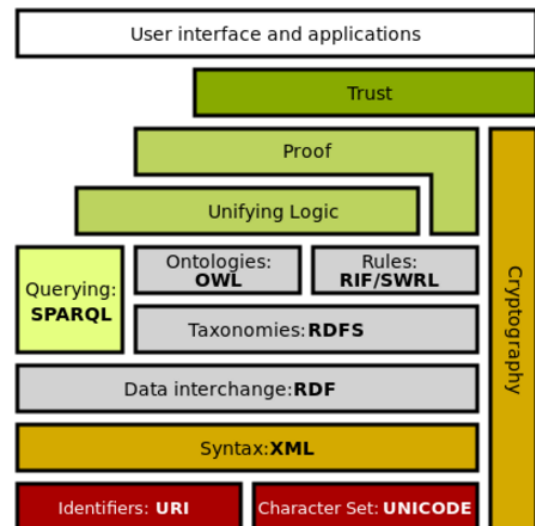 User interface and applications
Trust
Proof
Unifying Logic
Ontologies:
OWL
Rules:
RIF/SWRL
Querying:
SPARQL
Taxonomies:RDFS
Data interchange:RDF
Syntax:XML
Identifiers: URI
Character Set: UNICODE
Cryptography